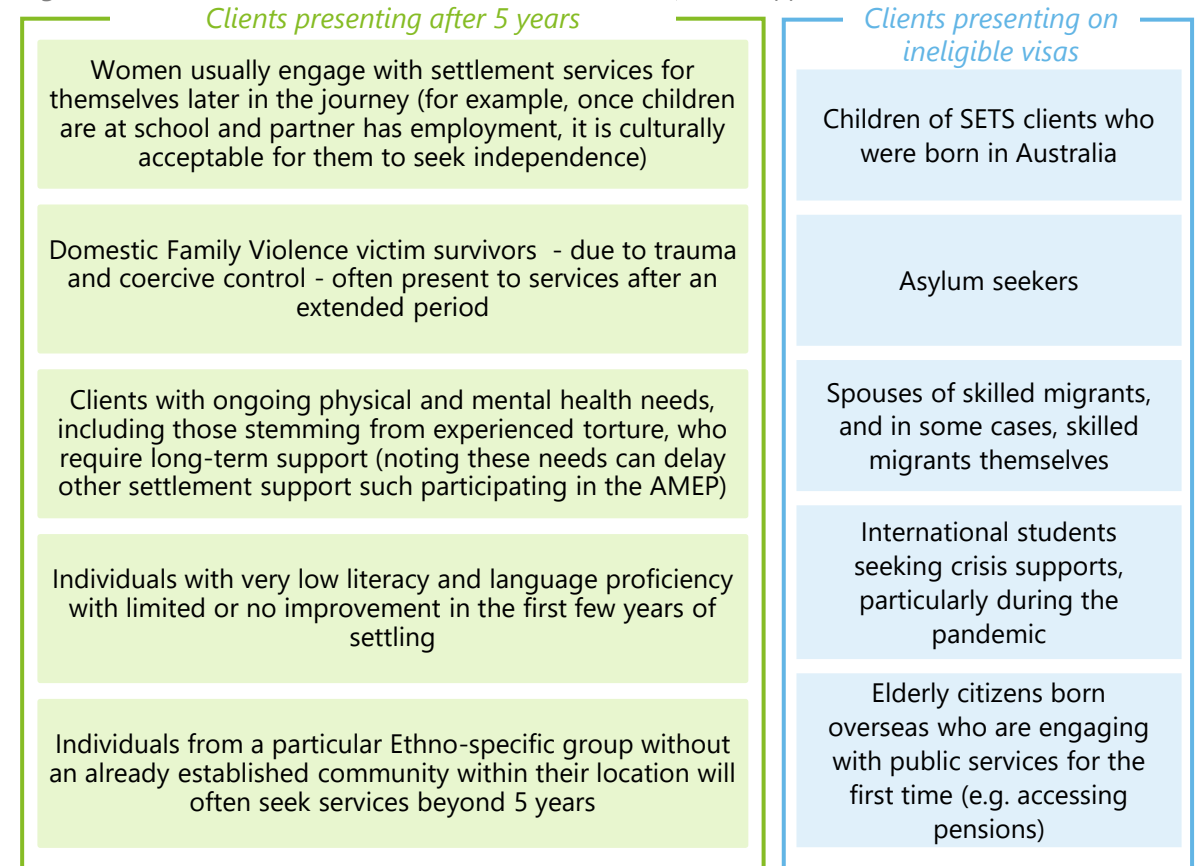 Clients presenting after 5 years
Women usually engage with settlement services for
themselves later in the journey (for example, once children
are at school and partner has employment, it is culturally
acceptable for them to seek independence)
Domestic Family Violence victim survivors - due to trauma
and coercive control - often present to services after an
extended period
Clients with ongoing physical and mental health needs,
including those stemming from experienced torture, who
require long-term support (noting these needs can delay
other settlement support such participating in the AMEP)
Individuals with very low literacy and language proficiency
with limited or no improvement in the first few years of
settling
Individuals from a particular Ethno-specific group without
an already established community within their location will
often seek services beyond 5 years
Clients presenting on
ineligible visas
Children of SETS clients who
were born in Australia
Asylum seekers
Spouses of skilled migrants,
and in some cases, skilled
migrants themselves
International students
seeking crisis supports,
particularly during the
pandemic
Elderly citizens born
overseas who are engaging
with public services for the
first time (e.g. accessing
pensions)